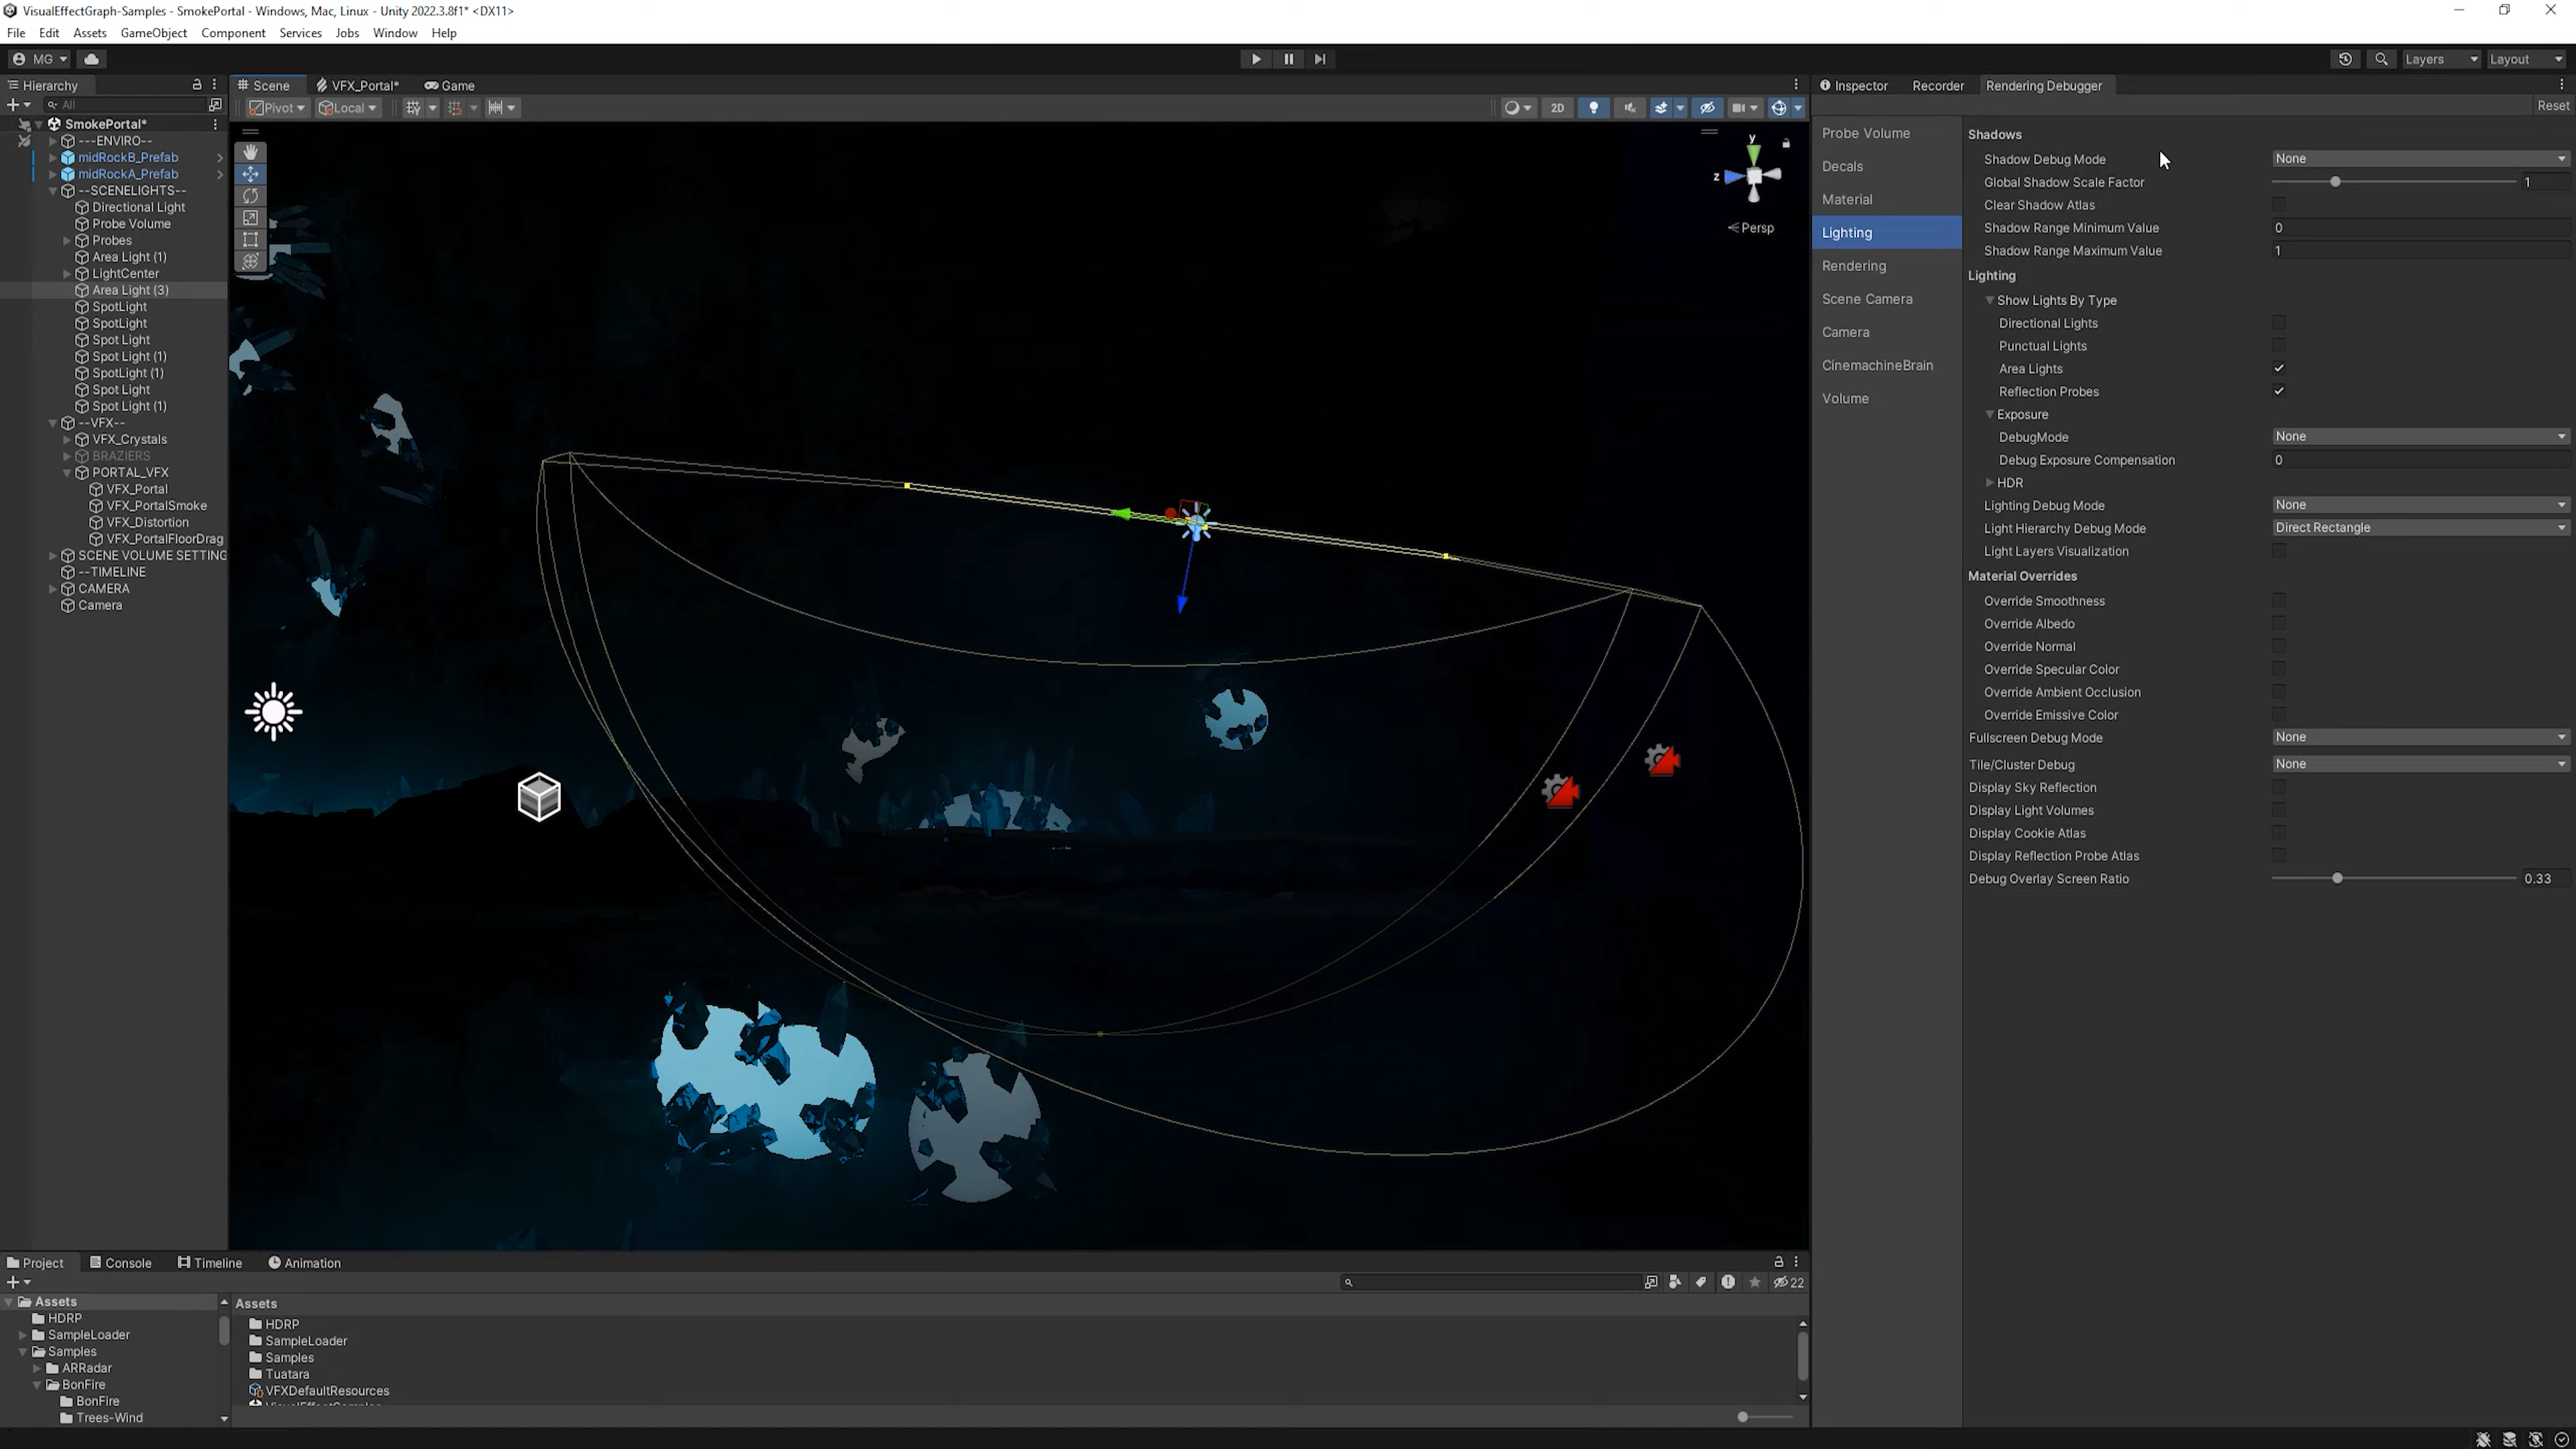 VisualEffectGraph-Samples - SmokePortal - Windows, Mac, Linux - Unity 2022.3.8f1* <DX11>
File Edit Assets GameObject Component Services Jobs Window Help
MG Layers Layout
Hierarchy
All
SmokePortal*
---ENVIRO--
midRockB_Prefab
midRockA_Prefab
--SCENELIGHTS--
Directional Light
Probe Volume
Probes
Area Light (1)
LightCenter
Area Light (3)
SpotLight
SpotLight
Spot Light
Spot Light (1)
SpotLight (1)
Spot Light
Spot Light (1)
--VFX--
VFX_Crystals
BRAZIERS
PORTAL_VFX
VFX_Portal
VFX_PortalSmoke
VFX_Distortion
VFX_PortalFloorDrag
SCENE VOLUME SETTING
--TIMELINE
CAMERA
Camera
Scene VFX_Portal* Game
Pivot Local 2D
y
z
Persp
Inspector Recorder Rendering Debugger
Reset
Probe Volume
Decals
Material
Lighting
Rendering
Scene Camera
Camera
CinemachineBrain
Volume
Shadows
Shadow Debug Mode None
Global Shadow Scale Factor 1
Clear Shadow Atlas
Shadow Range Minimum Value 0
Shadow Range Maximum Value 1
Lighting
Show Lights By Type
Directional Lights
Punctual Lights
Area Lights
Reflection Probes
Exposure
DebugMode None
Debug Exposure Compensation 0
HDR
Lighting Debug Mode None
Light Hierarchy Debug Mode Direct Rectangle
Light Layers Visualization
Material Overrides
Override Smoothness
Override Albedo
Override Normal
Override Specular Color
Override Ambient Occlusion
Override Emissive Color
Fullscreen Debug Mode None
Tile/Cluster Debug None
Display Sky Reflection
Display Light Volumes
Display Cookie Atlas
Display Reflection Probe Atlas
Debug Overlay Screen Ratio 0.33
Project Console Timeline Animation
22
Assets
HDRP
SampleLoader
Samples
ARRadar
BonFire
BonFire
Trees-Wind
Assets
HDRP
SampleLoader
Samples
Tuatara
VFXDefaultResources